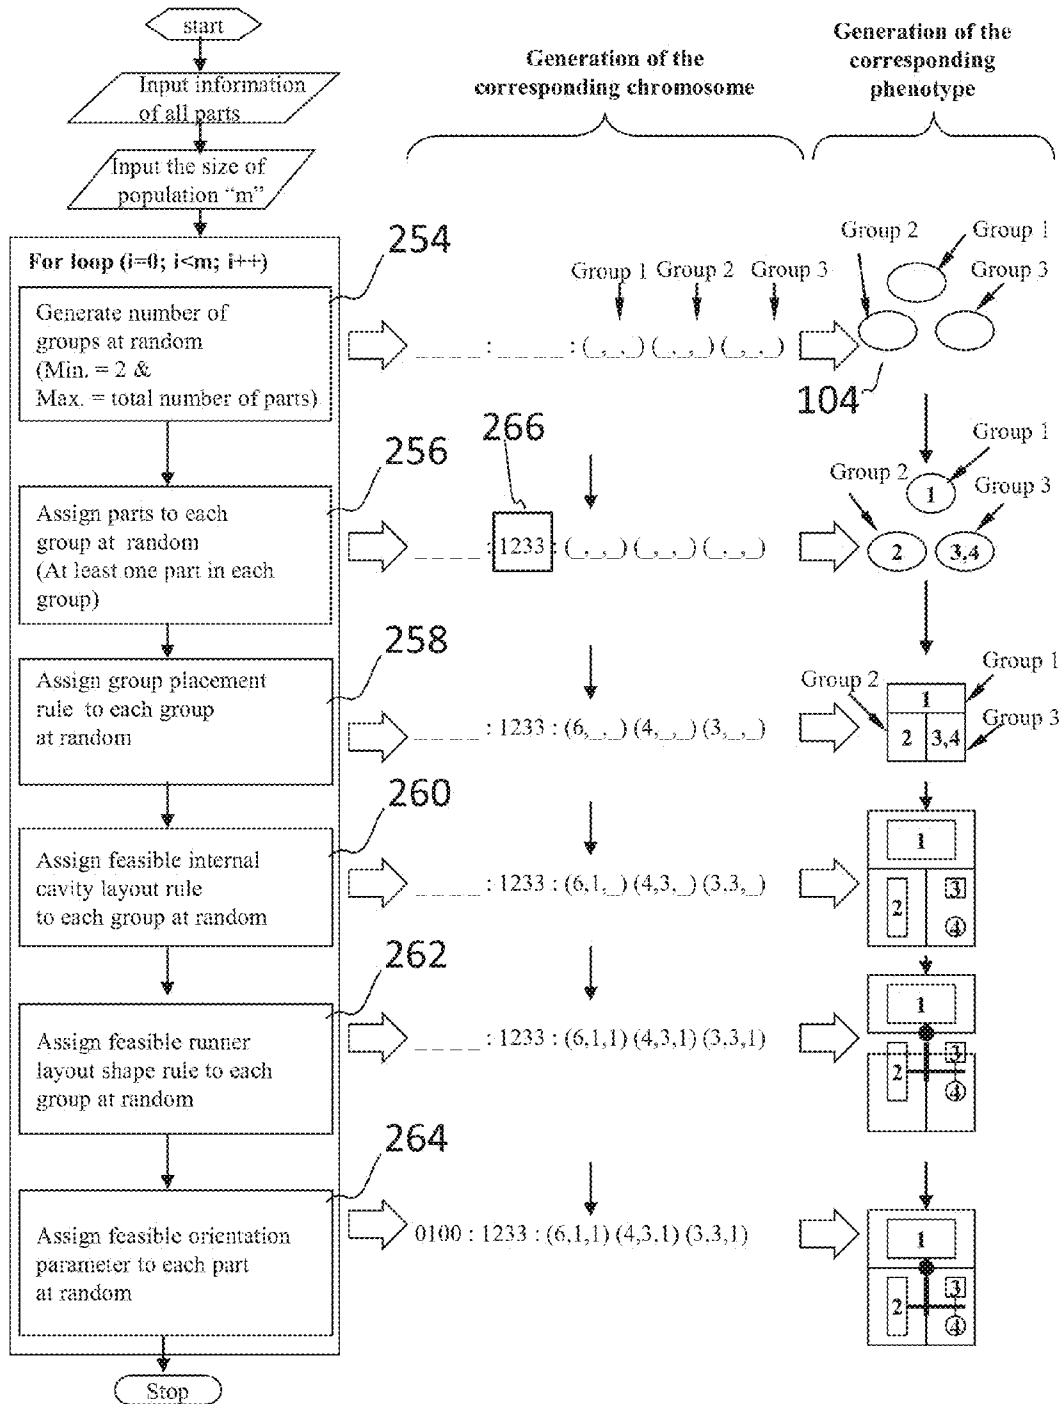 start
Input information
of all parts
Input the size of
population “m”
Generation of the
corresponding chromosome
Generation of the
corresponding
phenotype
For loop (i=0; i<m; i++)
254
Generate number of
groups at random
(Min. = 2 &
Max. = total number of parts)
Group 1 Group 2 Group 3
_ _ _ _ : _ _ _ _ : (_,_,_) (_,_,_) (_,_,_)
Group 2
Group 1
Group 3
104
256
Assign parts to each
group at random
(At least one part in each
group)
266
_ _ _ _ : 1233 : (_,_,_) (_,_,_) (_,_,_)
Group 1
Group 2
Group 3
1
2
3,4
258
Assign group placement
rule to each group
at random
_ _ _ _ : 1233 : (6,_,_) (4,_,_) (3,_,_)
Group 1
Group 2
Group 3
1
2
3,4
260
Assign feasible internal
cavity layout rule
to each group at random
_ _ _ _ : 1233 : (6,1,_) (4,3,_) (3,3,_)
1
2
3
4
262
Assign feasible runner
layout shape rule to each
group at random
_ _ _ _ : 1233 : (6,1,1) (4,3,1) (3,3,1)
1
2
3
4
264
Assign feasible orientation
parameter to each part
at random
0100 : 1233 : (6,1,1) (4,3,1) (3,3,1)
1
2
3
4
Stop